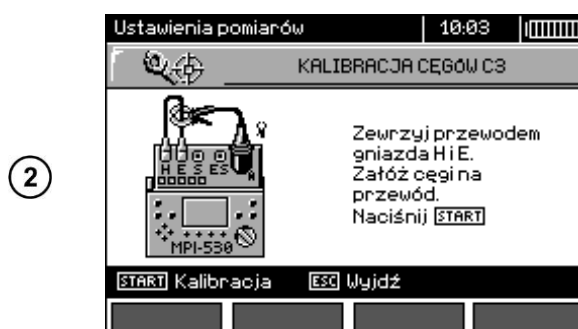 Ustawienia pomiarów 10:03
KALIBRACJA CĘGÓW C3
2
Zewrzyj przewodem
gniazda H i E.
Załóż cęgi na
przewód.
Naciśnij START
H E S ES A
MPI-530
START Kalibracja ESC Wyjdź